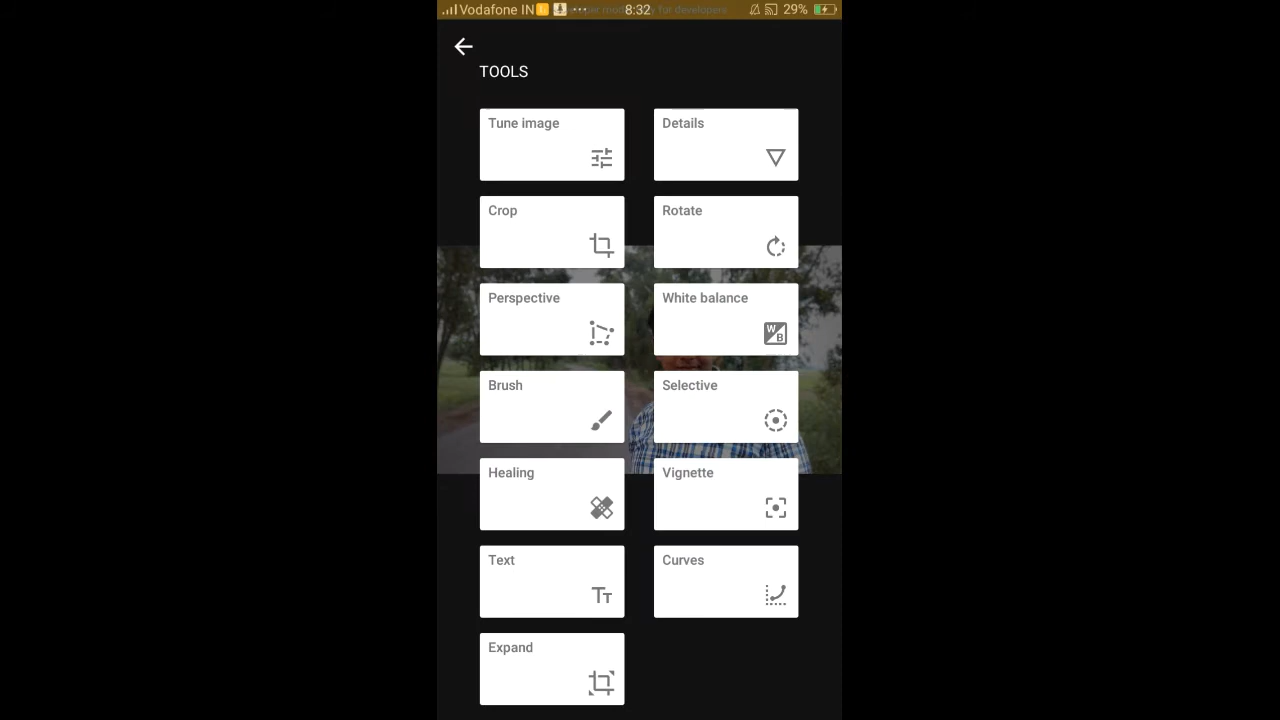 Vodafone IN 8:32 29%
TOOLS
Tune image Details
Crop Rotate
Perspective White balance
W
B
Brush Selective
Healing Vignette
Text Curves
TT
Expand